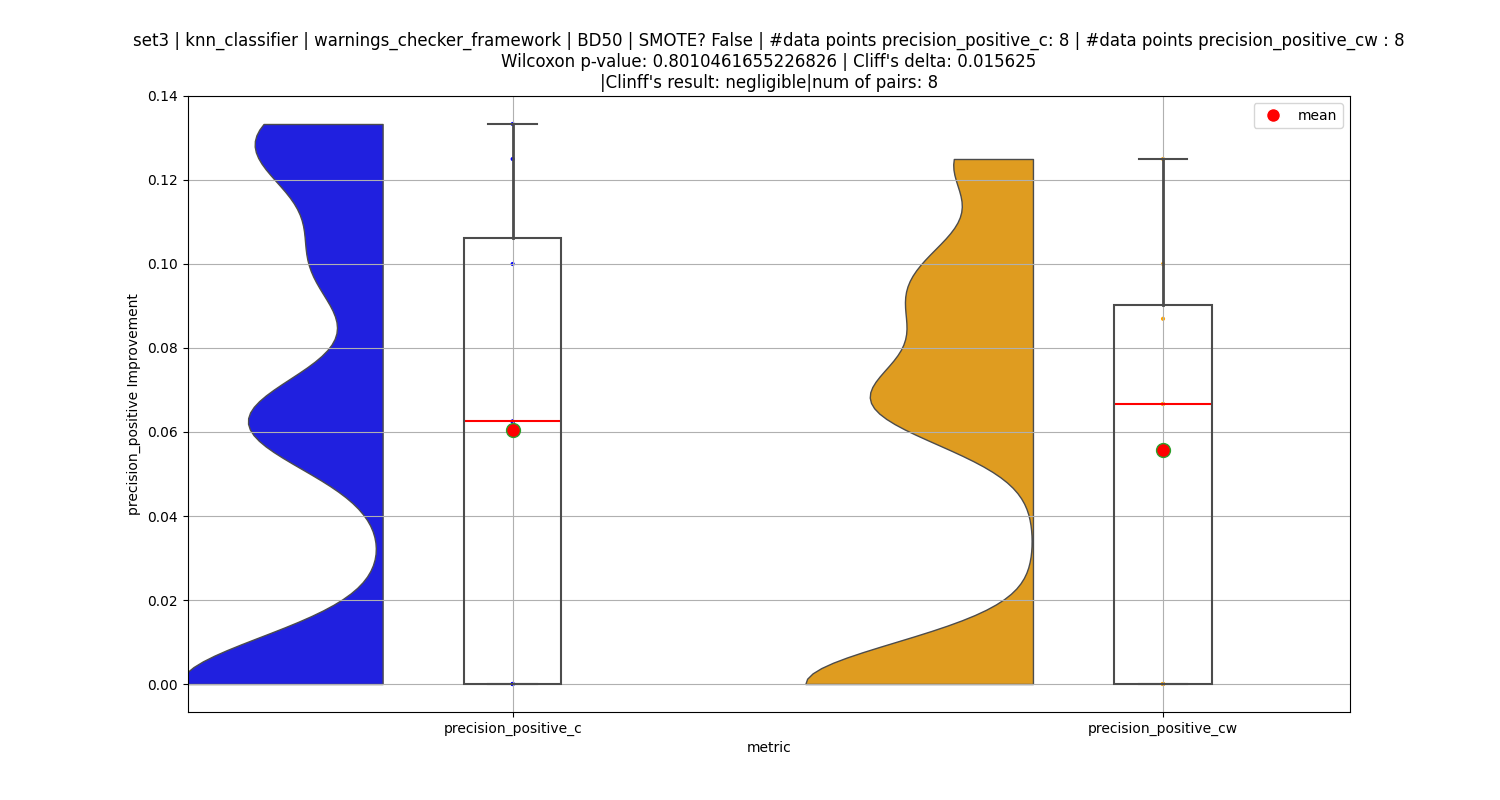 set3 | knn_classifier | warnings_checker_framework | BD50 | SMOTE? False | #data points precision_positive_c: 8 | #data points precision_positive_cw : 8
Wilcoxon p-value: 0.8010461655226826 | Cliff's delta: 0.015625
|Clinff's result: negligible|num of pairs: 8
mean
precision_positive Improvement
0.14
0.12
0.10
0.08
0.06
0.04
0.02
0.00
precision_positive_c
precision_positive_cw
metric